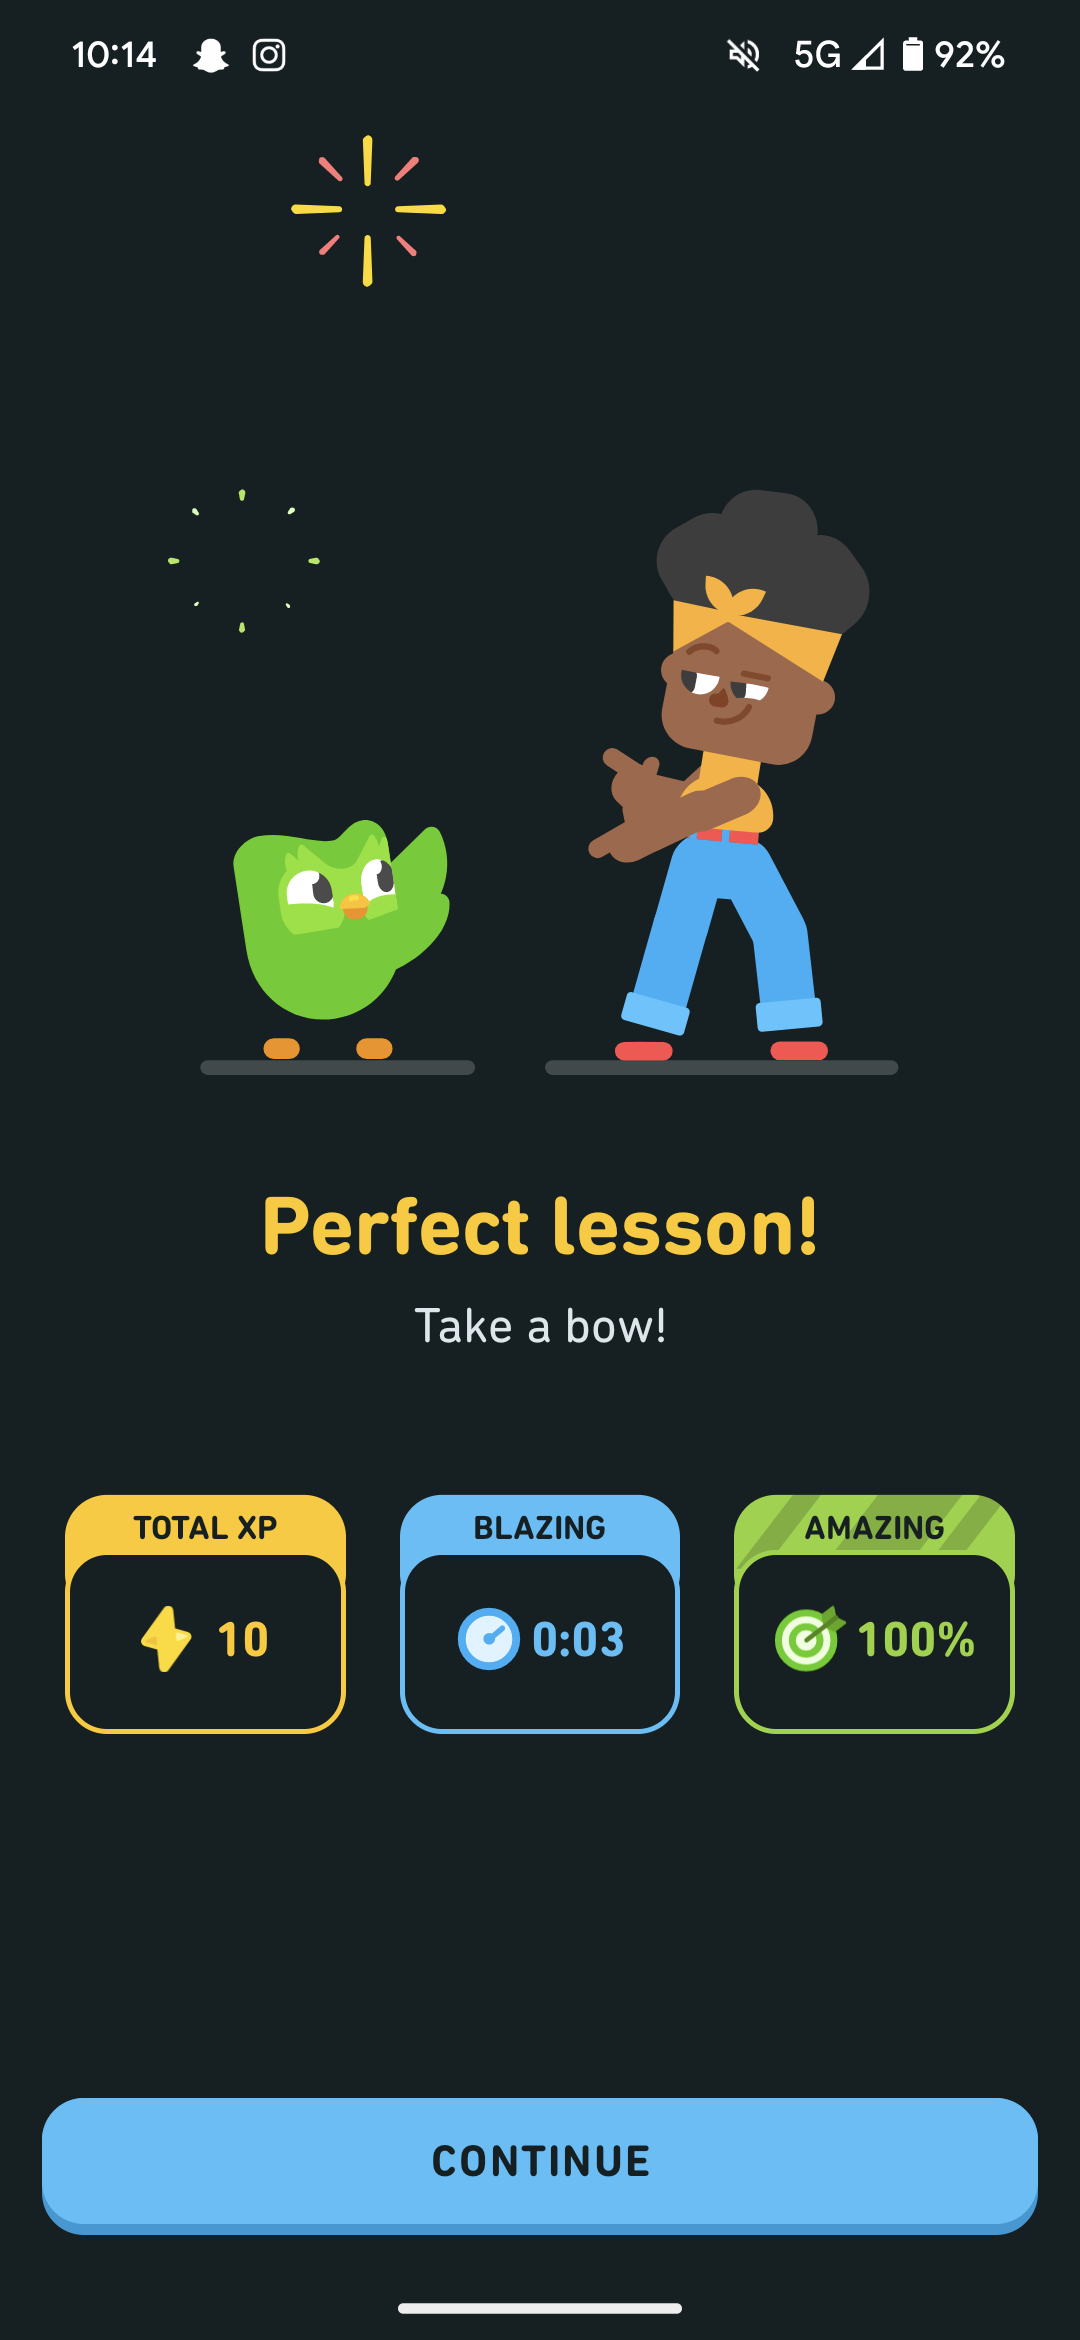 10:14 5G 92%
Perfect lesson!
Take a bow!
TOTAL XP BLAZING AMAZING
10 0:03 100%
CONTINUE